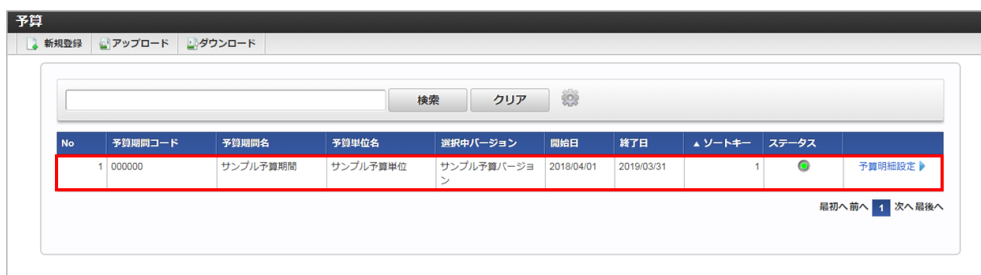 予算
新規登録 アップロード ダウンロード
検索 クリア
No 予算期間コード 予算期間名 予算単位名 選択中バージョン 開始日 終了日 ▲ ソートキー ステータス
1 000000 サンプル予算期間 サンプル予算単位 サンプル予算バージョン 2018/04/01 2019/03/31 1 予算明細設定
最初へ 前へ 1 次へ 最後へ